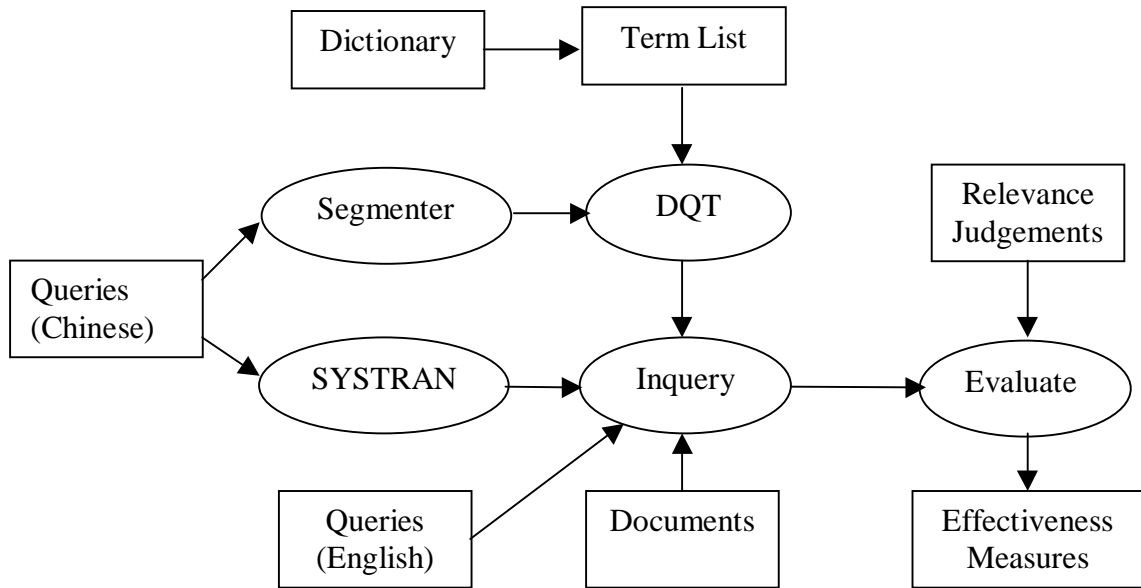 Dictionary
Term List
Segmenter
DQT
Relevance
Judgements
Queries
(Chinese)
SYSTRAN
Inquery
Evaluate
Queries
(English)
Documents
Effectiveness
Measures